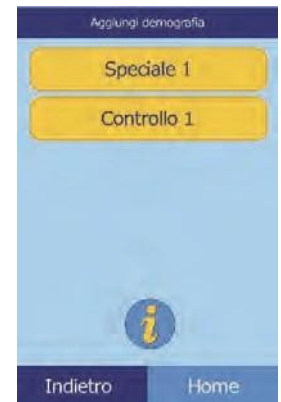 Aggiungi demografia
Speciale 1
Controllo 1
i
Indietro Home